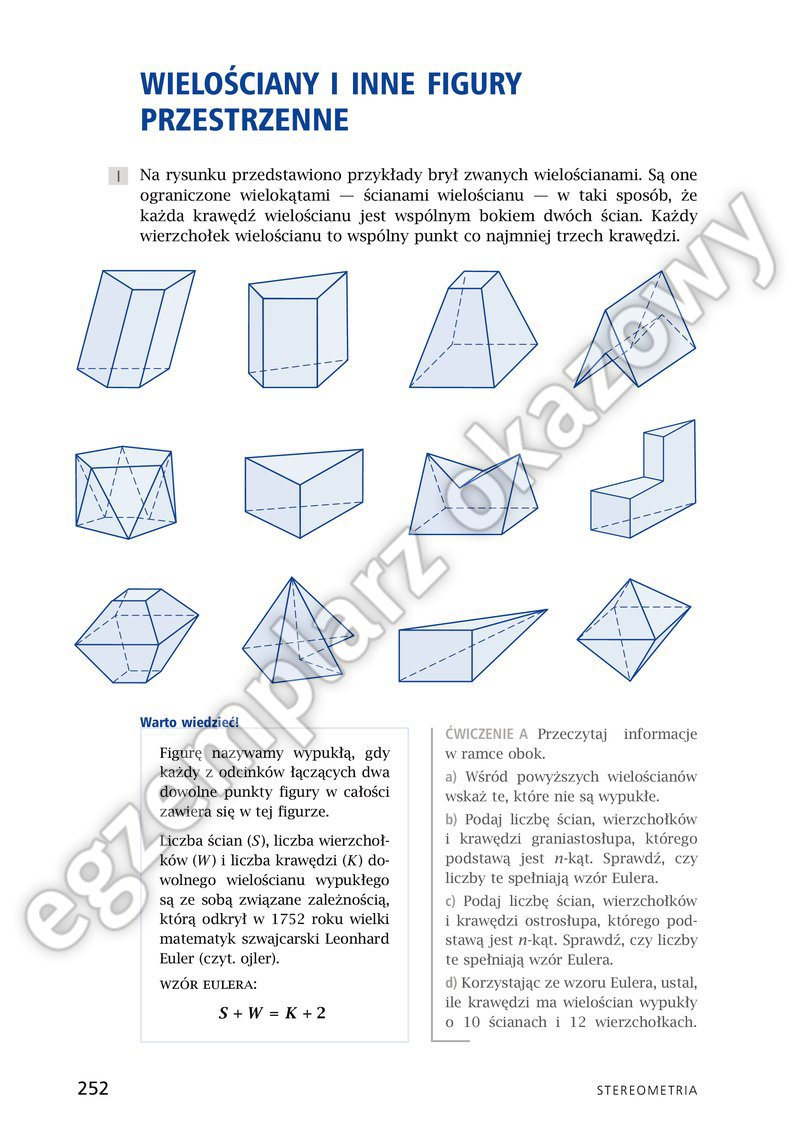 WIELOŚCIANY I INNE FIGURY
PRZESTRZENNE
I Na rysunku przedstawiono przykłady brył zwanych wielościanami. Są one
ograniczone wielokątami — ścianami wielościanu — w taki sposób, że
każda krawędź wielościanu jest wspólnym bokiem dwóch ścian. Każdy
wierzchołek wielościanu to wspólny punkt co najmniej trzech krawędzi.
egzemplarz okazowy
Warto wiedzieć!
Figurę nazywamy wypukłą, gdy
każdy z odcinków łączących dwa
dowolne punkty figury w całości
zawiera się w tej figurze.
Liczba ścian (S), liczba wierzchoł-
ków (W) i liczba krawędzi (K) do-
wolnego wielościanu wypukłego
są ze sobą związane zależnością,
którą odkrył w 1752 roku wielki
matematyk szwajcarski Leonhard
Euler (czyt. ojler).
WZÓR EULERA:
S + W = K + 2
ĆWICZENIE A Przeczytaj informacje
w ramce obok.
a) Wśród powyższych wielościanów
wskaż te, które nie są wypukłe.
b) Podaj liczbę ścian, wierzchołków
i krawędzi graniastosłupa, którego
podstawą jest n-kąt. Sprawdź, czy
liczby te spełniają wzór Eulera.
c) Podaj liczbę ścian, wierzchołków
i krawędzi ostrosłupa, którego pod-
stawą jest n-kąt. Sprawdź, czy liczby
te spełniają wzór Eulera.
d) Korzystając ze wzoru Eulera, ustal,
ile krawędzi ma wielościan wypukły
o 10 ścianach i 12 wierzchołkach.
252
STEREOMETRIA